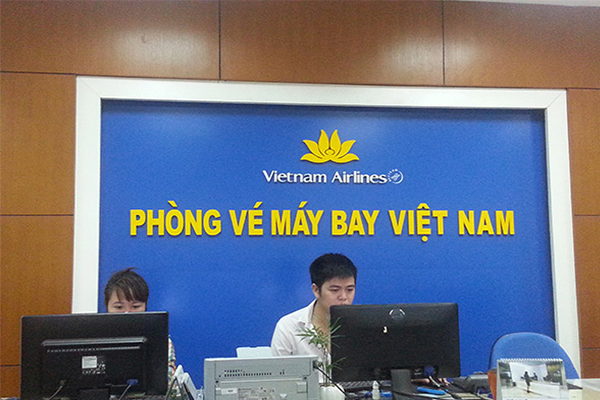 Vietnam Airlines
PHÒNG VÉ MÁY BAY VIỆT NAM